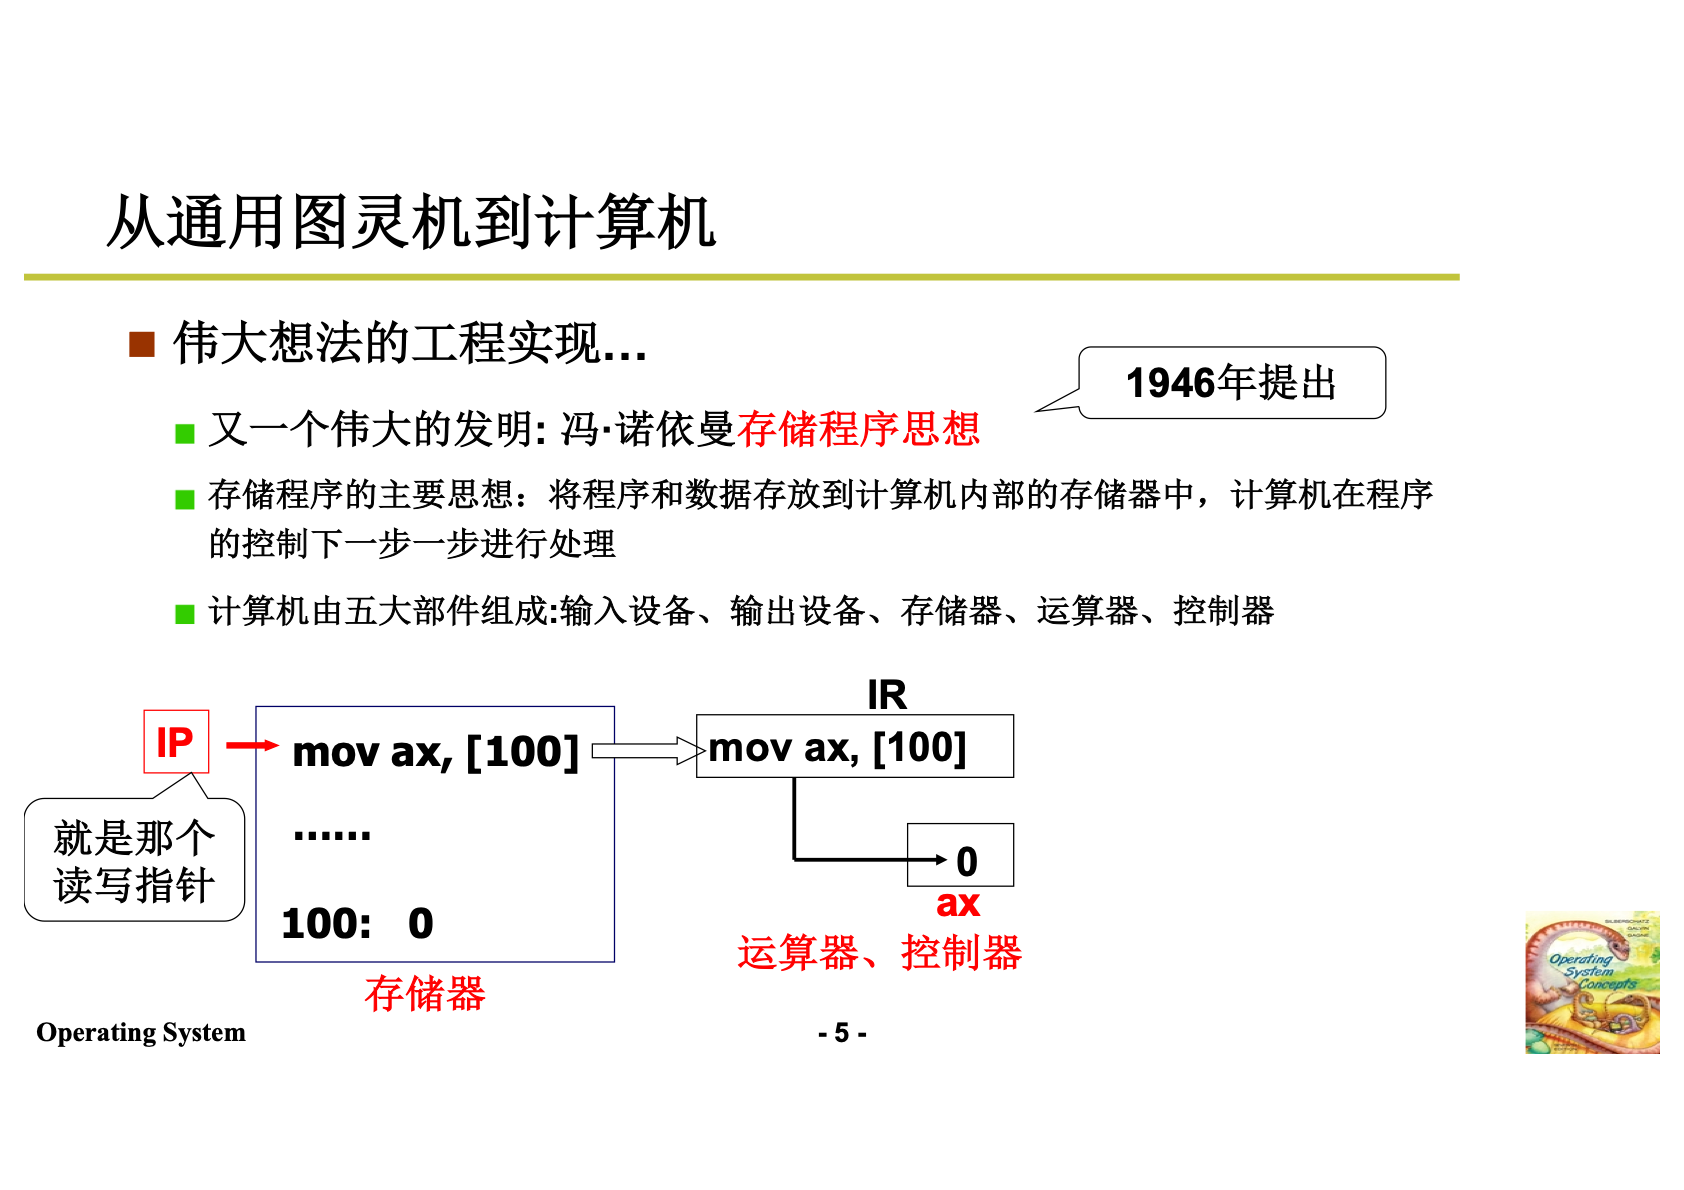 从通用图灵机到计算机
伟大想法的工程实现...
1946年提出
又一个伟大的发明: 冯·诺依曼存储程序思想
存储程序的主要思想：将程序和数据存放到计算机内部的存储器中，计算机在程序
的控制下一步一步进行处理
计算机由五大部件组成:输入设备、输出设备、存储器、运算器、控制器
IR
IP
mov ax, [100]
mov ax, [100]
就是那个
读写指针
......
0
ax
100: 0
运算器、控制器
存储器
SILBERSCHATZ
GALVIN
GAGNE
Operating
System
Concepts
Operating System
- 5 -